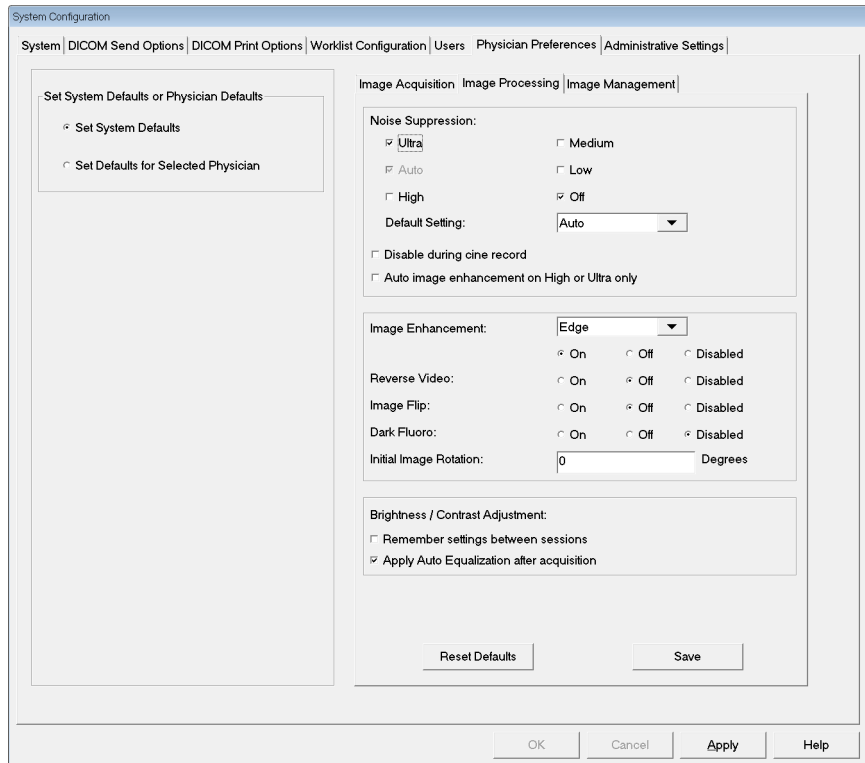 System Configuration
System DICOM Send Options DICOM Print Options Worklist Configuration Users Physician Preferences Administrative Settings
Set System Defaults or Physician Defaults
Set System Defaults
Set Defaults for Selected Physician
Image Acquisition Image Processing Image Management
Noise Suppression:
Ultra Medium
Auto Low
High Off
Default Setting: Auto
Disable during cine record
Auto image enhancement on High or Ultra only
Image Enhancement: Edge
On Off Disabled
Reverse Video: On Off Disabled
Image Flip: On Off Disabled
Dark Fluoro: On Off Disabled
Initial Image Rotation: 0 Degrees
Brightness / Contrast Adjustment:
Remember settings between sessions
Apply Auto Equalization after acquisition
Reset Defaults Save
OK Cancel Apply Help